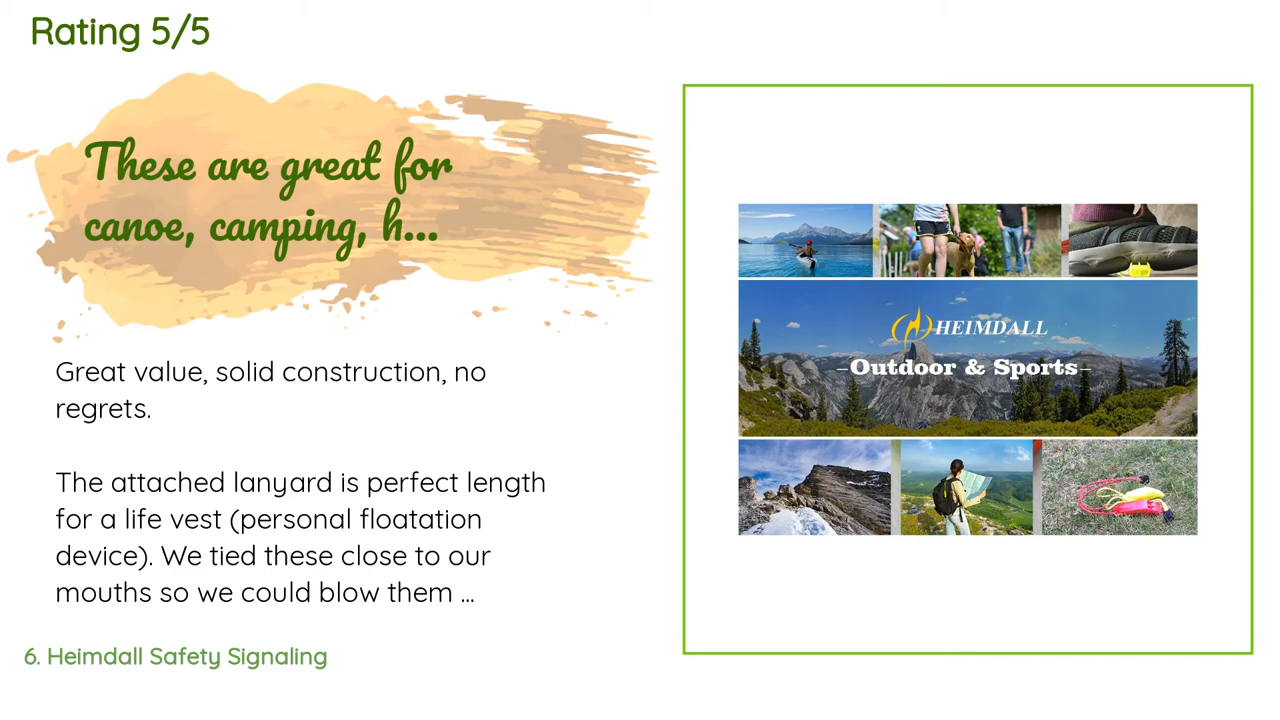 Rating 5/5
These are great for
canoe, camping, h...
Great value, solid construction, no
regrets.
The attached lanyard is perfect length
for a life vest (personal floatation
device). We tied these close to our
mouths so we could blow them ...
6. Heimdall Safety Signaling
HEIMDALL
-Outdoor & Sports-